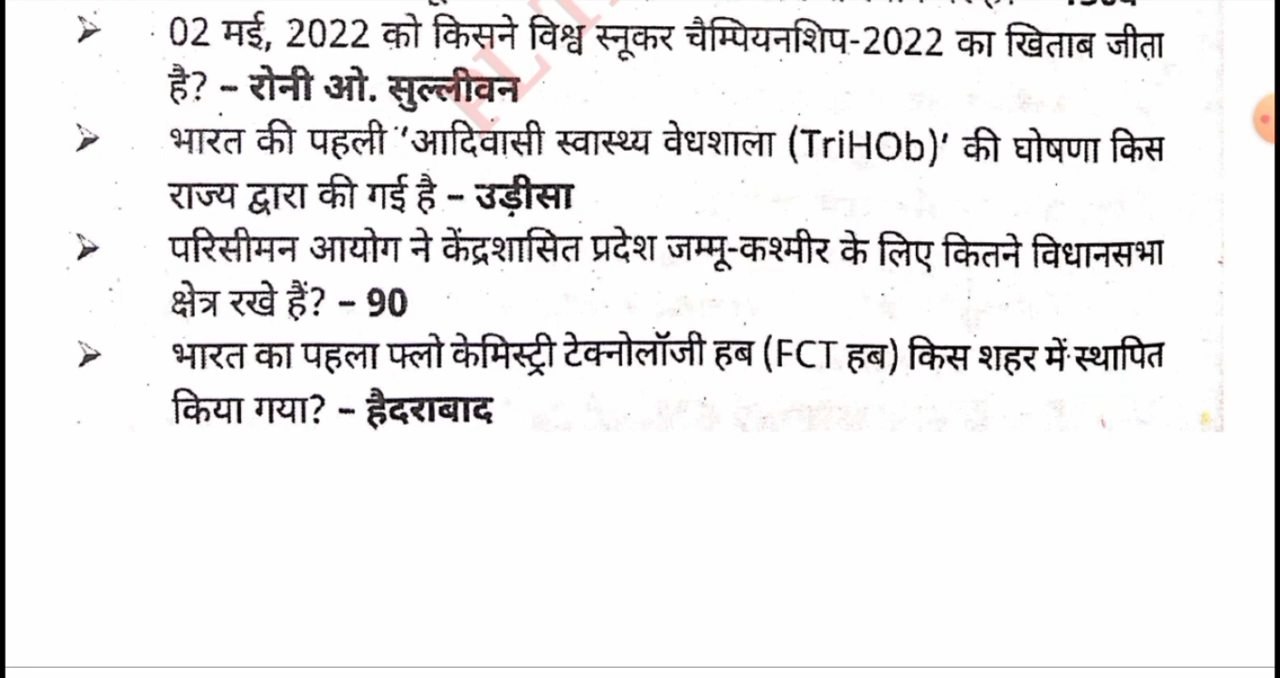 02 मई, 2022 को किसने विश्व स्नूकर चैम्पियनशिप-2022 का खिताब जीता
है? – रोनी ओ. सुल्लीवन
भारत की पहली 'आदिवासी स्वास्थ्य वेधशाला (TriHOb)' की घोषणा किस
राज्य द्वारा की गई है – उड़ीसा
परिसीमन आयोग ने केंद्रशासित प्रदेश जम्मू-कश्मीर के लिए कितने विधानसभा
क्षेत्र रखे हैं? – 90
भारत का पहला फ्लो केमिस्ट्री टेक्नोलॉजी हब (FCT हब) किस शहर में स्थापित
किया गया? – हैदराबाद